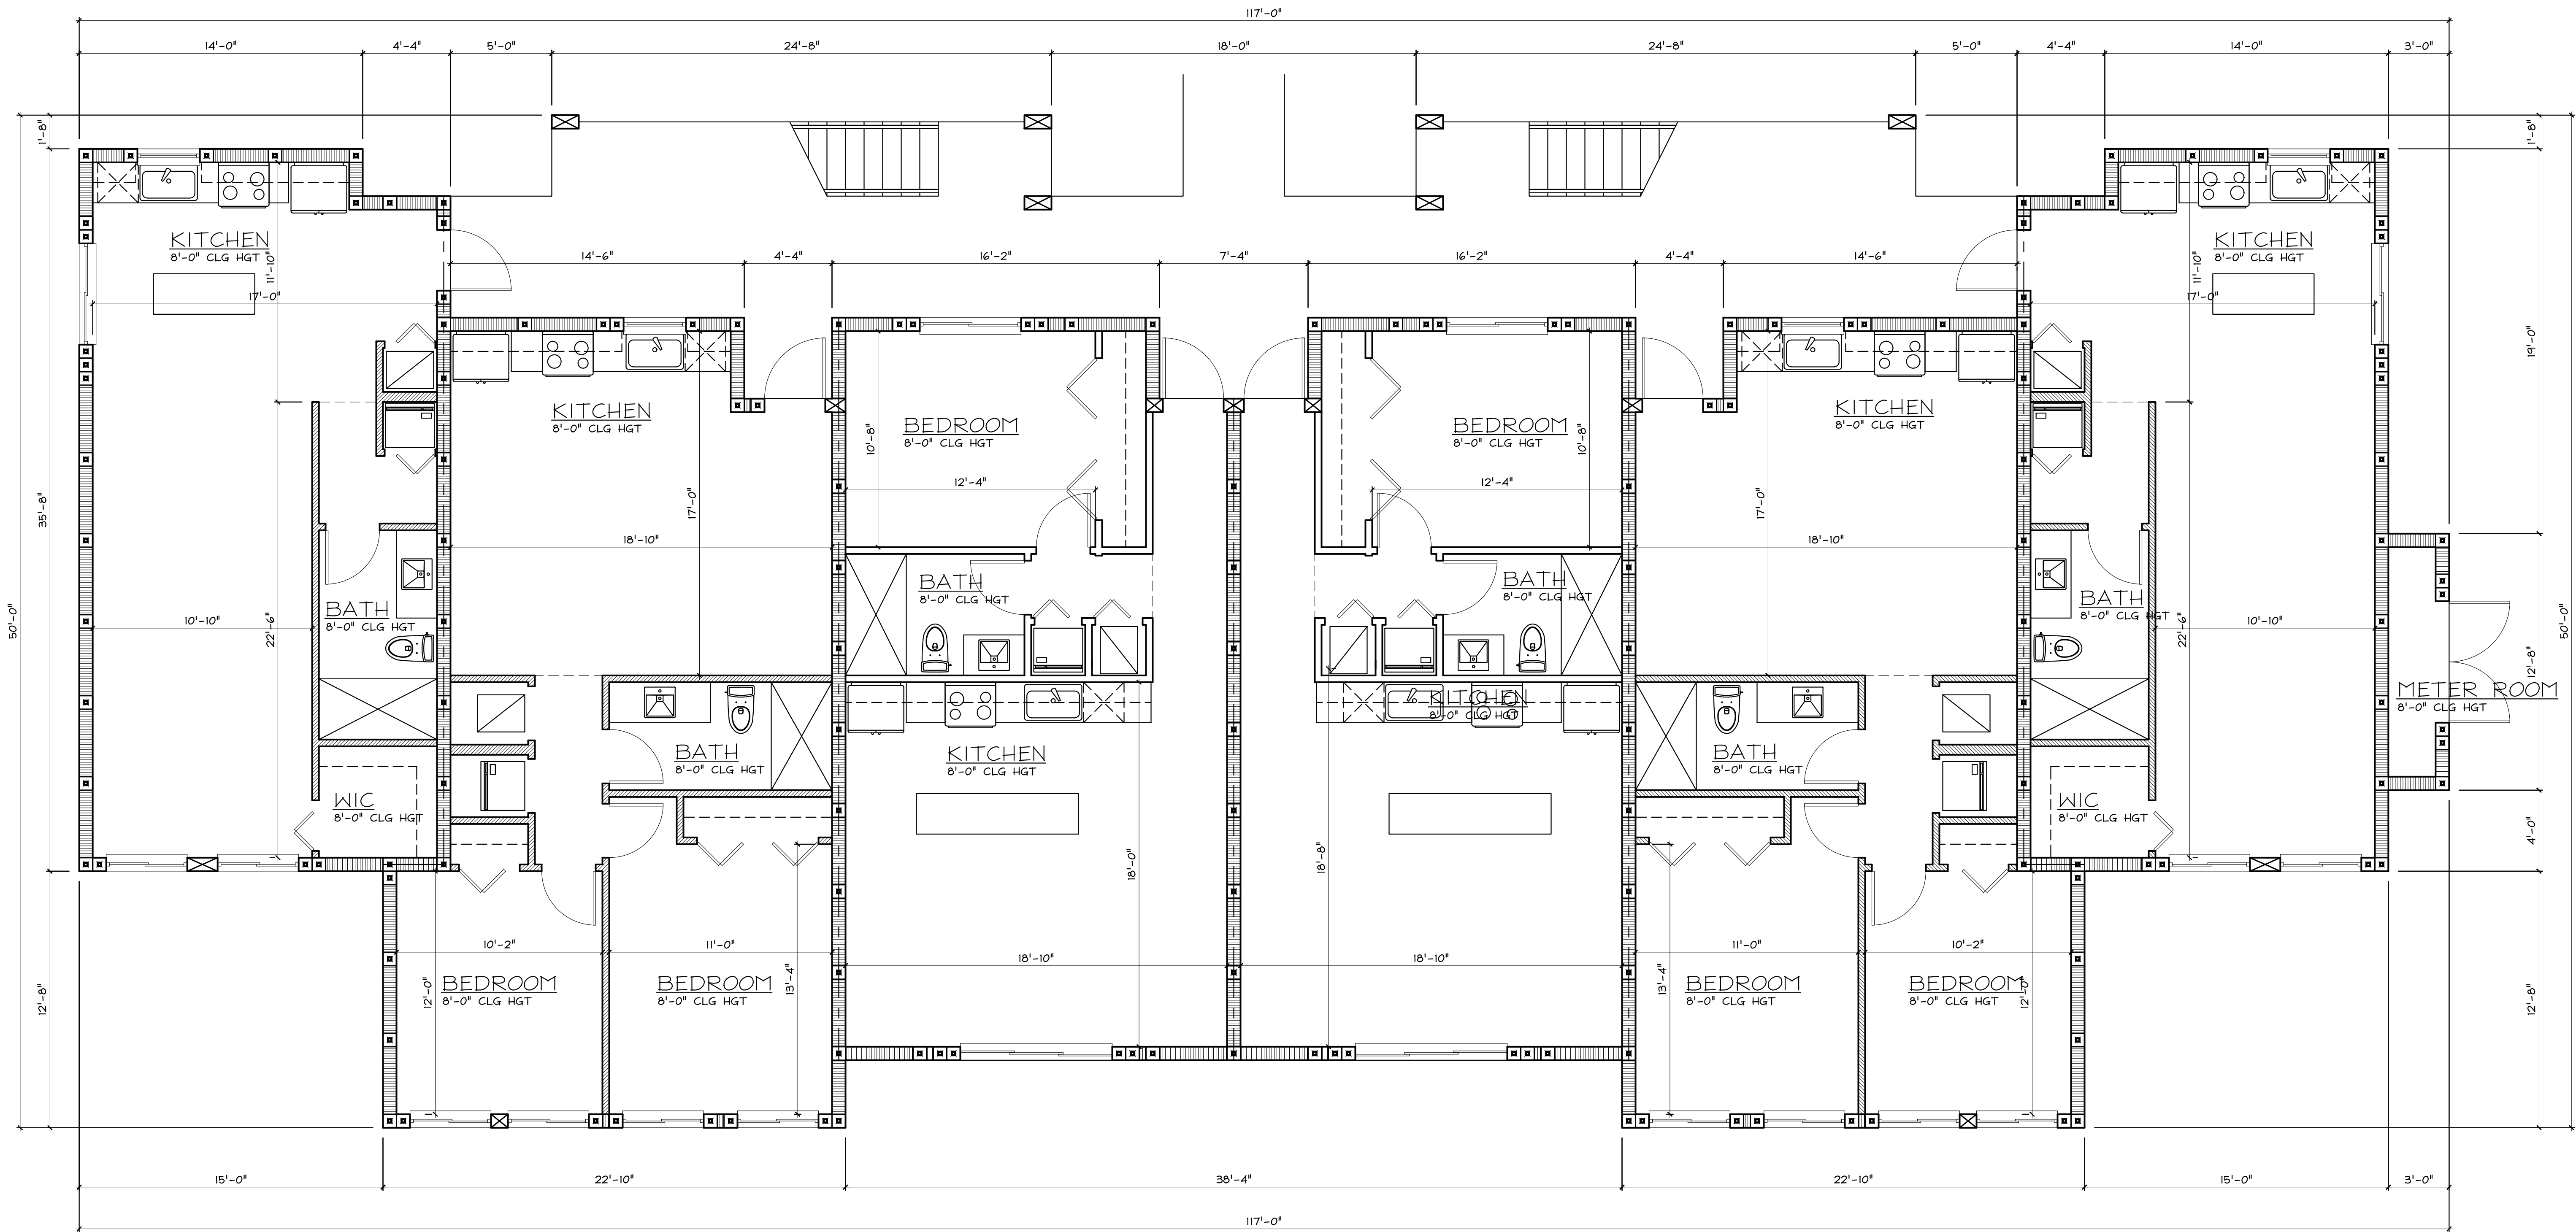 117'-0"
14'-0" 4'-4" 5'-0" 24'-8" 18'-0" 24'-8" 5'-0" 4'-4" 14'-0" 3'-0"
1'-8" 1'-8"
KITCHEN
8'-0" CLG HGT
11'-10"
17'-0"
KITCHEN
8'-0" CLG HGT
11'-10"
17'-0"
14'-6" 4'-4" 16'-2" 7'-4" 16'-2" 4'-4" 14'-6"
19'-0"
KITCHEN
8'-0" CLG HGT
BEDROOM
8'-0" CLG HGT
10'-8"
BEDROOM
8'-0" CLG HGT
10'-8"
KITCHEN
8'-0" CLG HGT
12'-4" 12'-4"
35'-8"
17'-0" 17'-0"
18'-10" 18'-10"
50'-0" 50'-0"
BATH
8'-0" CLG HGT
BATH
8'-0" CLG HGT
BATH
8'-0" CLG HGT
BATH
8'-0" CLG HGT
10'-10" 22'-6" 22'-6" 10'-10"
12'-8"
METER ROOM
8'-0" CLG HGT
KITCHEN
8'-0" CLG HGT
BATH
8'-0" CLG HGT
KITCHEN
8'-0" CLG HGT
BATH
8'-0" CLG HGT
WIC
8'-0" CLG HGT
WIC
8'-0" CLG HGT
4'-0"
18'-0" 18'-8"
10'-2" 11'-0" 18'-10" 18'-10" 11'-0" 10'-2"
12'-8" 12'-0" 13'-4" 13'-4" 12'-0" 12'-8"
BEDROOM
8'-0" CLG HGT
BEDROOM
8'-0" CLG HGT
BEDROOM
8'-0" CLG HGT
BEDROOM
8'-0" CLG HGT
15'-0" 22'-10" 38'-4" 22'-10" 15'-0" 3'-0"
117'-0"